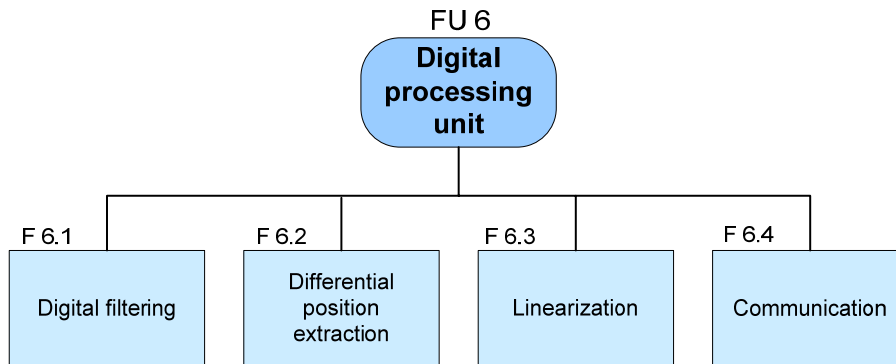 FU 6
Digital
processing
unit
F 6.1
F 6.2
F 6.3
F 6.4
Digital filtering
Differential
position
extraction
Linearization
Communication